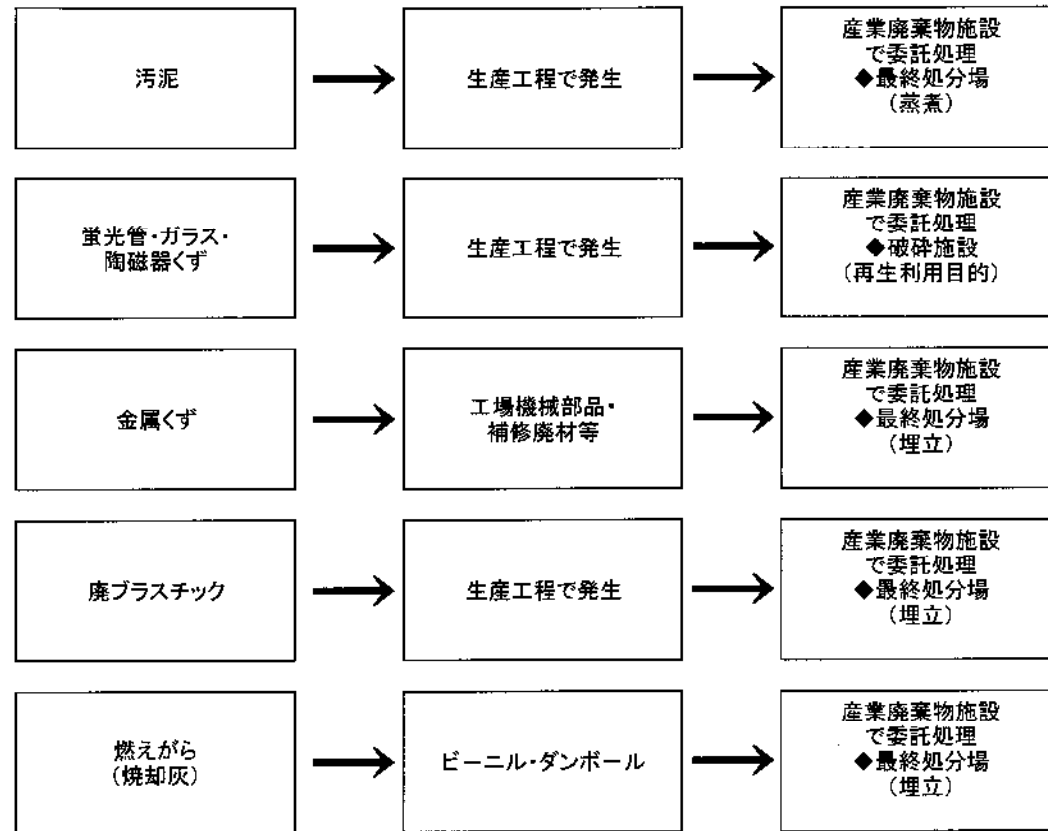 汚泥
生産工程で発生
産業廃棄物施設
で委託処理
◆最終処分場
(蒸煮)
蛍光管・ガラス・
陶磁器くず
生産工程で発生
産業廃棄物施設
で委託処理
◆破砕施設
(再生利用目的)
金属くず
工場機械部品・
補修廃材等
産業廃棄物施設
で委託処理
◆最終処分場
(埋立)
廃プラスチック
生産工程で発生
産業廃棄物施設
で委託処理
◆最終処分場
(埋立)
燃えがら
(焼却灰)
ビーニル・ダンボール
産業廃棄物施設
で委託処理
◆最終処分場
(埋立)